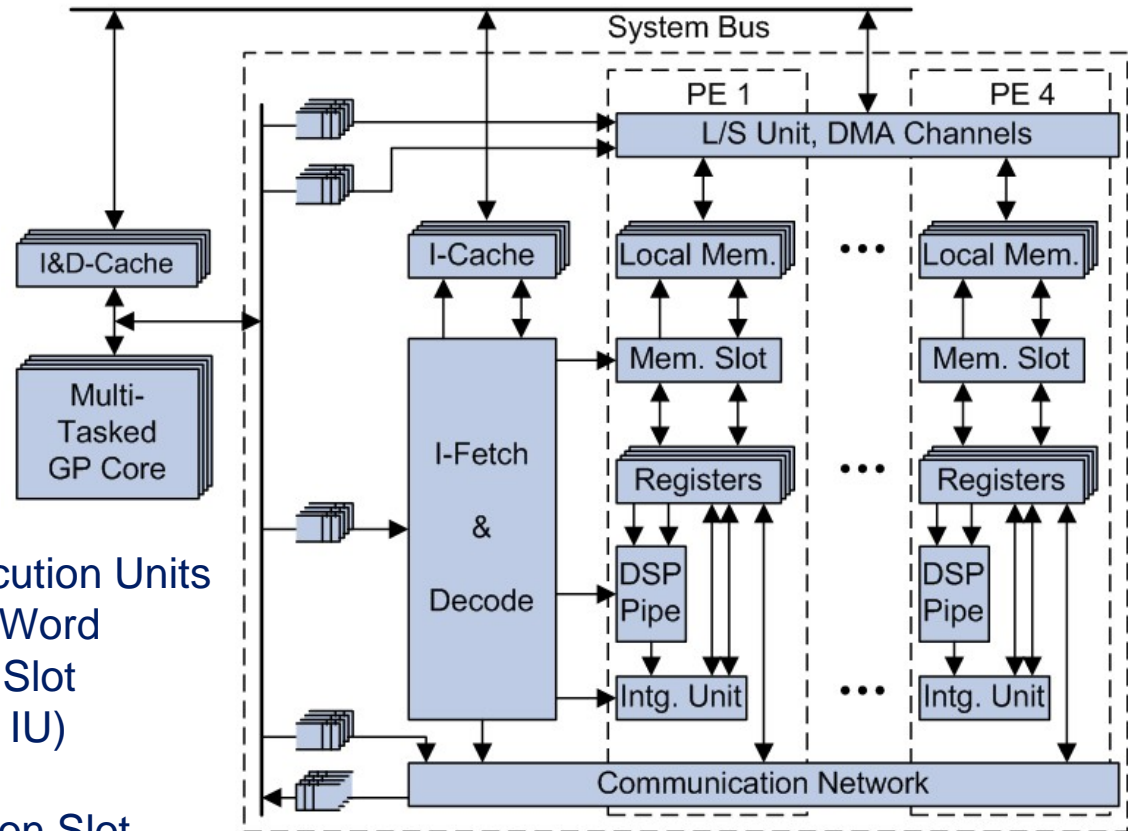 System Bus
PE 1
PE 4
L/S Unit, DMA Channels
I&D-Cache
I-Cache
Local Mem.
•••
Local Mem.
Multi-
Tasked
GP Core
I-Fetch
&
Decode
Mem. Slot
Mem. Slot
Registers
•••
Registers
DSP
Pipe
DSP
Pipe
Intg. Unit
•••
Intg. Unit
Communication Network
cution Units
Word
Slot
IU)
on Slot